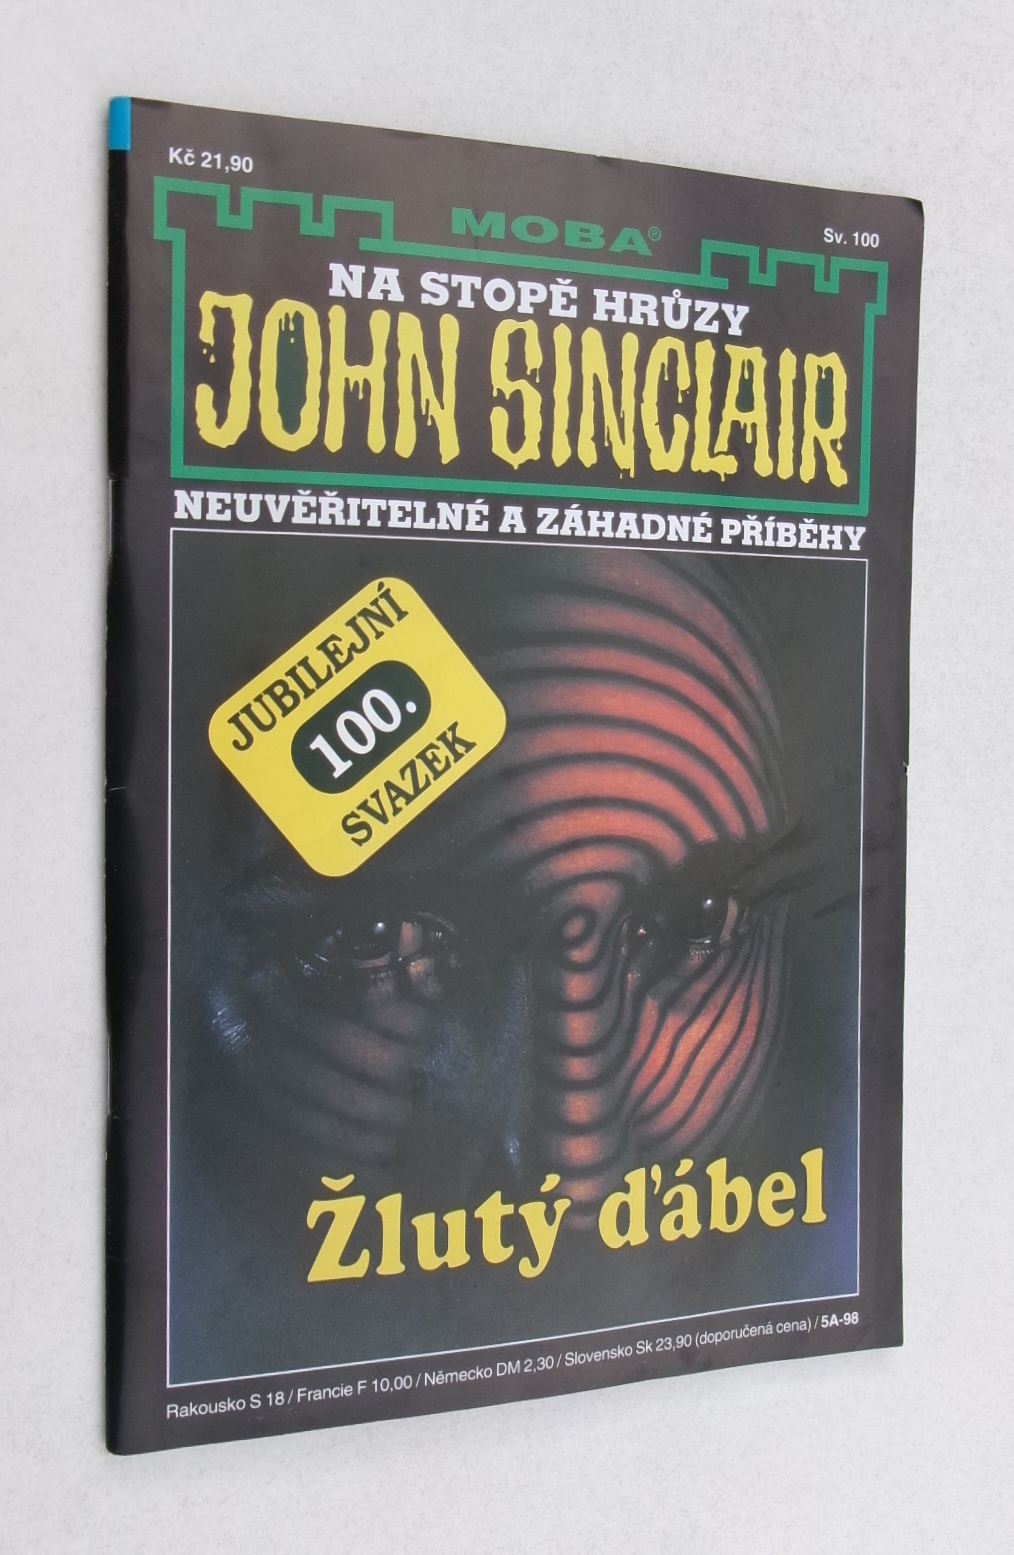 Kč 21,90
MOBA®
Sv. 100
NA STOPĚ HRŮZY
JOHN SINCLAIR
NEUVĚŘITELNÉ A ZÁHADNÉ PŘÍBĚHY
JUBILEJNÍ
100.
SVAZEK
Žlutý ďábel
Rakousko S 18 / Francie F 10,00 / Německo DM 2,30 / Slovensko Sk 23,90 (doporučená cena) / 5A-98